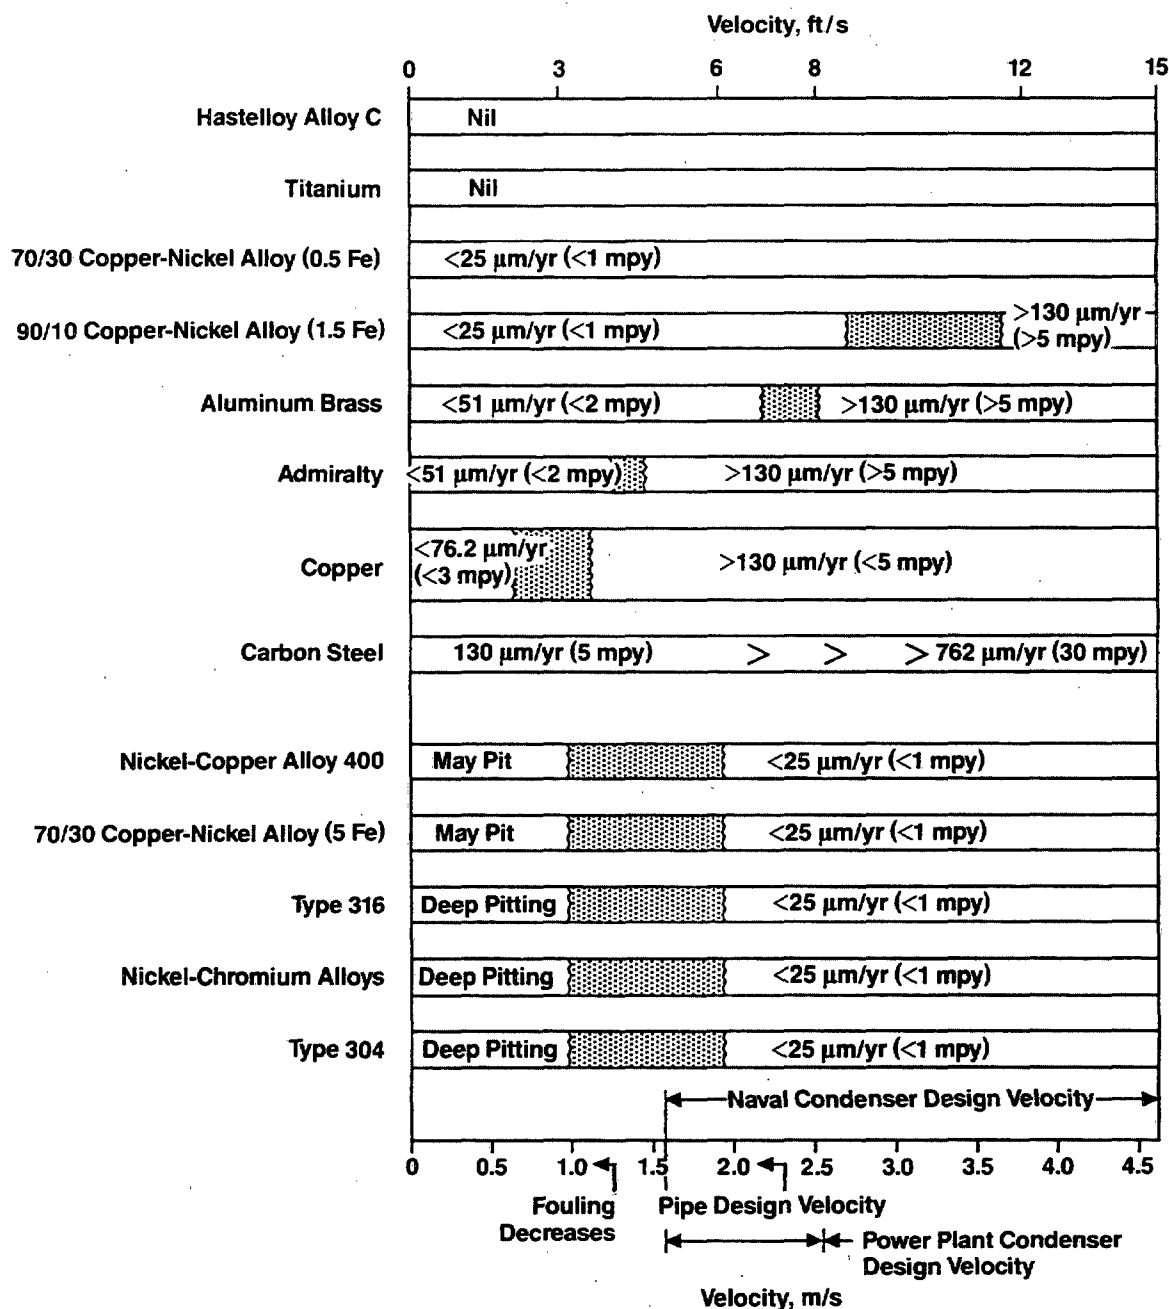 Velocity, ft/s
0 3 6 8 12 15
Hastelloy Alloy C Nil
Titanium Nil
70/30 Copper-Nickel Alloy (0.5 Fe) <25 μm/yr (<1 mpy)
90/10 Copper-Nickel Alloy (1.5 Fe) <25 μm/yr (<1 mpy) >130 μm/yr
(>5 mpy)
Aluminum Brass <51 μm/yr (<2 mpy) >130 μm/yr (>5 mpy)
Admiralty <51 μm/yr (<2 mpy) >130 μm/yr (>5 mpy)
Copper <76.2 μm/yr
(<3 mpy) >130 μm/yr (<5 mpy)
Carbon Steel 130 μm/yr (5 mpy) > > > 762 μm/yr (30 mpy)
Nickel-Copper Alloy 400 May Pit <25 μm/yr (<1 mpy)
70/30 Copper-Nickel Alloy (5 Fe) May Pit <25 μm/yr (<1 mpy)
Type 316 Deep Pitting <25 μm/yr (<1 mpy)
Nickel-Chromium Alloys Deep Pitting <25 μm/yr (<1 mpy)
Type 304 Deep Pitting <25 μm/yr (<1 mpy)
Naval Condenser Design Velocity
0 0.5 1.0 1.5 2.0 2.5 3.0 3.5 4.0 4.5
Fouling
Decreases
Pipe Design Velocity
Power Plant Condenser
Design Velocity
Velocity, m/s